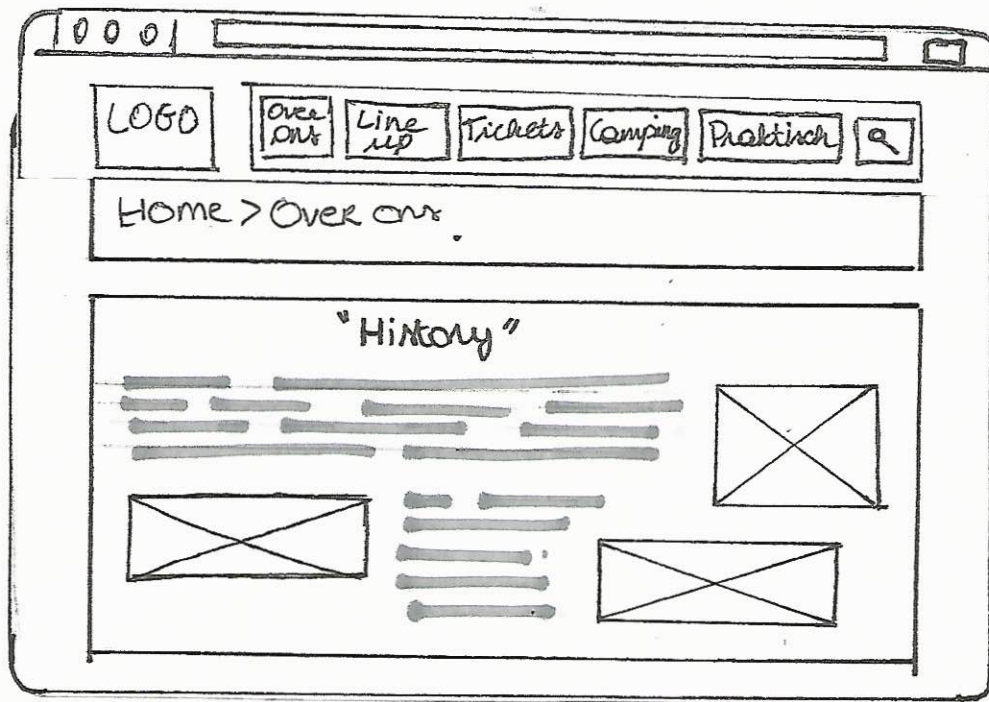 LOGO
Over
ons
Line
up
Tickets
Camping
Praktisch
Home > Over ons
"History"